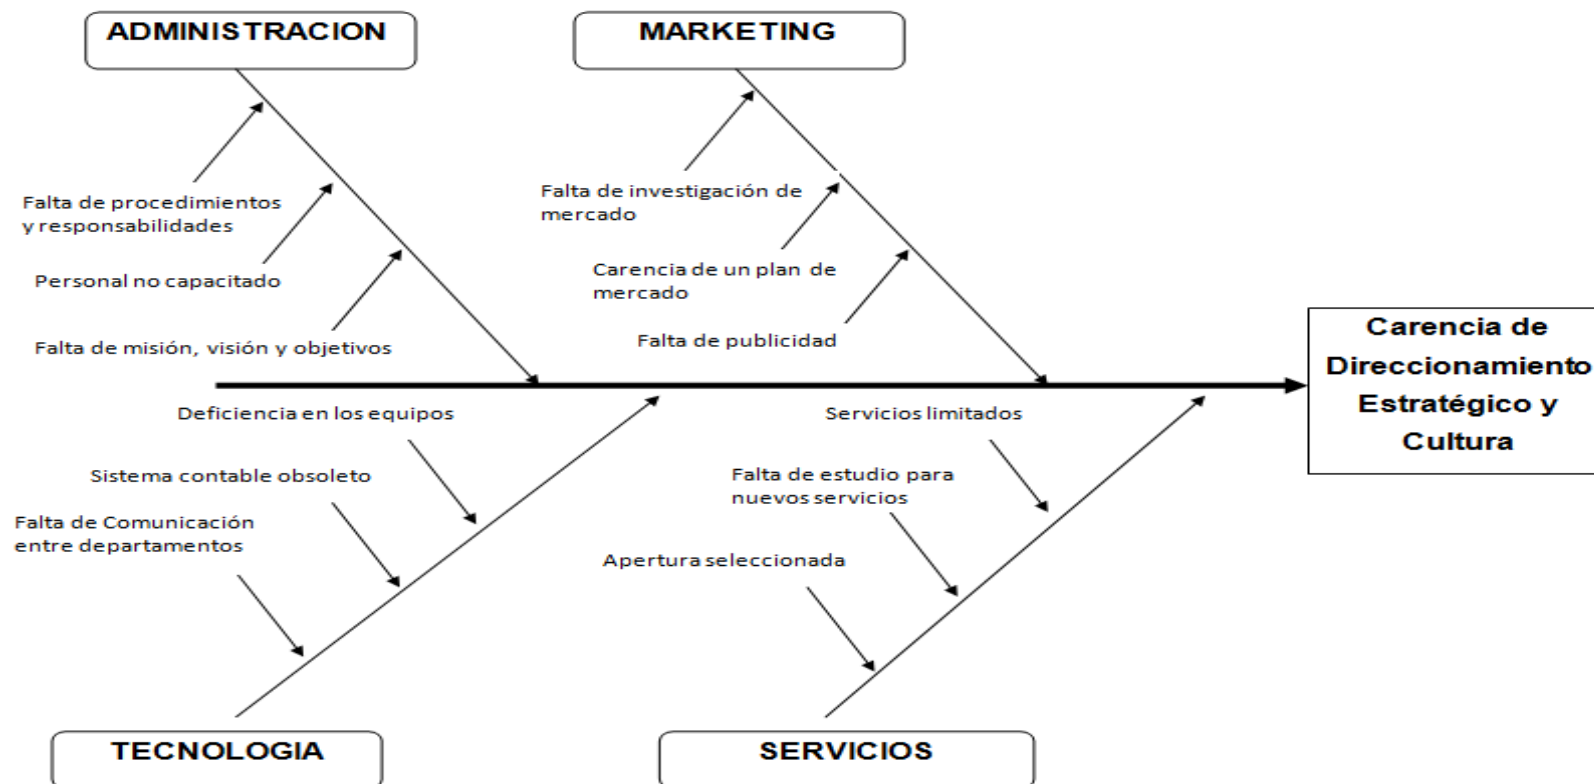 ADMINISTRACION
MARKETING
Falta de procedimientos
y responsabilidades
Personal no capacitado
Falta de misión, visión y objetivos
Falta de investigación de
mercado
Carencia de un plan de
mercado
Falta de publicidad
Carencia de
Direccionamiento
Estratégico y
Cultura
Deficiencia en los equipos
Sistema contable obsoleto
Falta de Comunicación
entre departamentos
Servicios limitados
Falta de estudio para
nuevos servicios
Apertura seleccionada
TECNOLOGIA
SERVICIOS